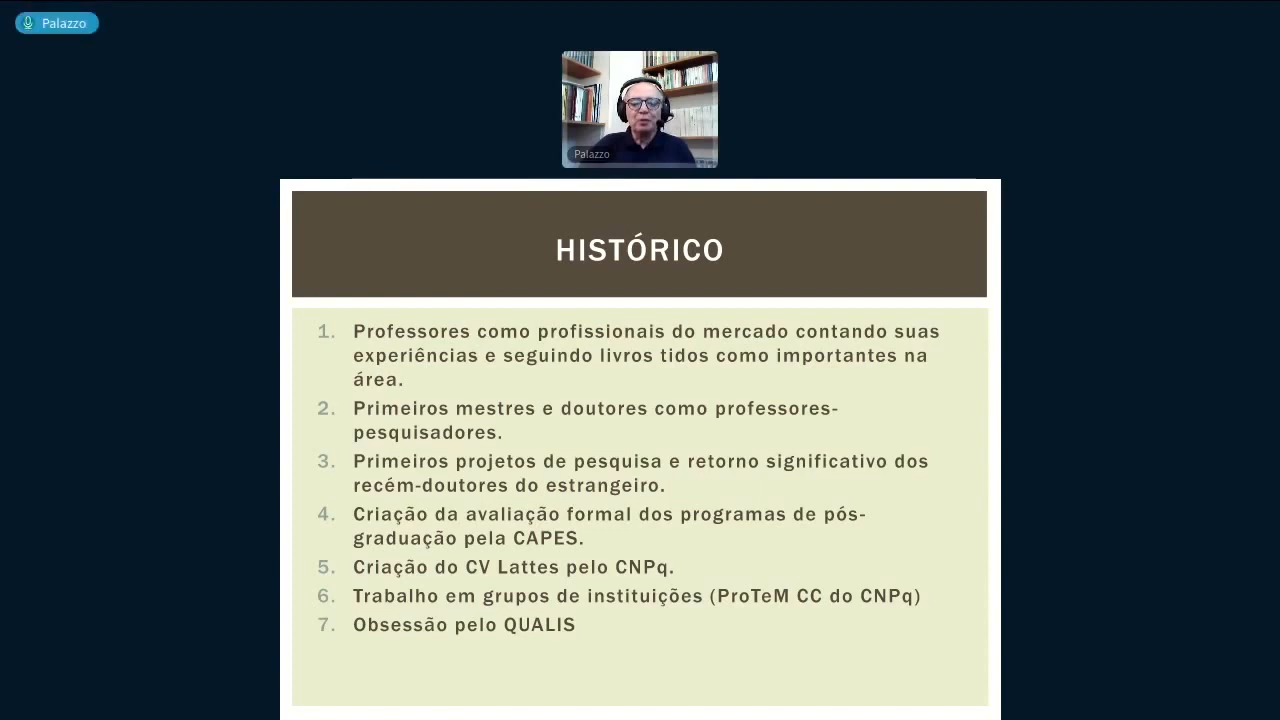 Palazzo
Palazzo
HISTÓRICO
1. Professores como profissionais do mercado contando suas
experiências e seguindo livros tidos como importantes na
área.
2. Primeiros mestres e doutores como professores-
pesquisadores.
3. Primeiros projetos de pesquisa e retorno significativo dos
recém-doutores do estrangeiro.
4. Criação da avaliação formal dos programas de pós-
graduação pela CAPES.
5. Criação do CV Lattes pelo CNPq.
6. Trabalho em grupos de instituições (ProTeM CC do CNPq)
7. Obsessão pelo QUALIS